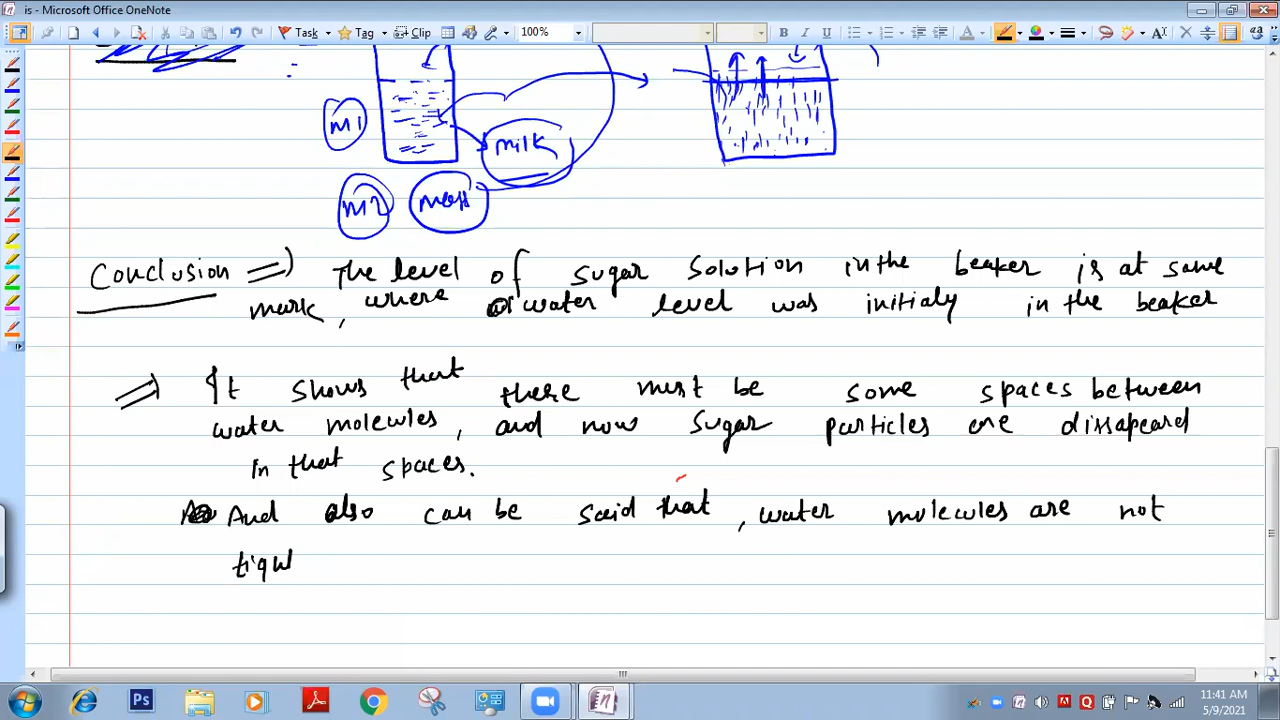 is - Microsoft OneNote
Task
Tag
Clip
100%
B I U
A
M1
milk
M2
mass
Conclusion => The level of sugar solution in the beaker is at same
mark, where water level was initialy in the beaker
=> It shows that there must be some spaces between
water molecules, and now sugar particles are dissapeard
in that spaces.
And also can be said that, water molecules are not
tigh
11:41 AM
5/9/2021